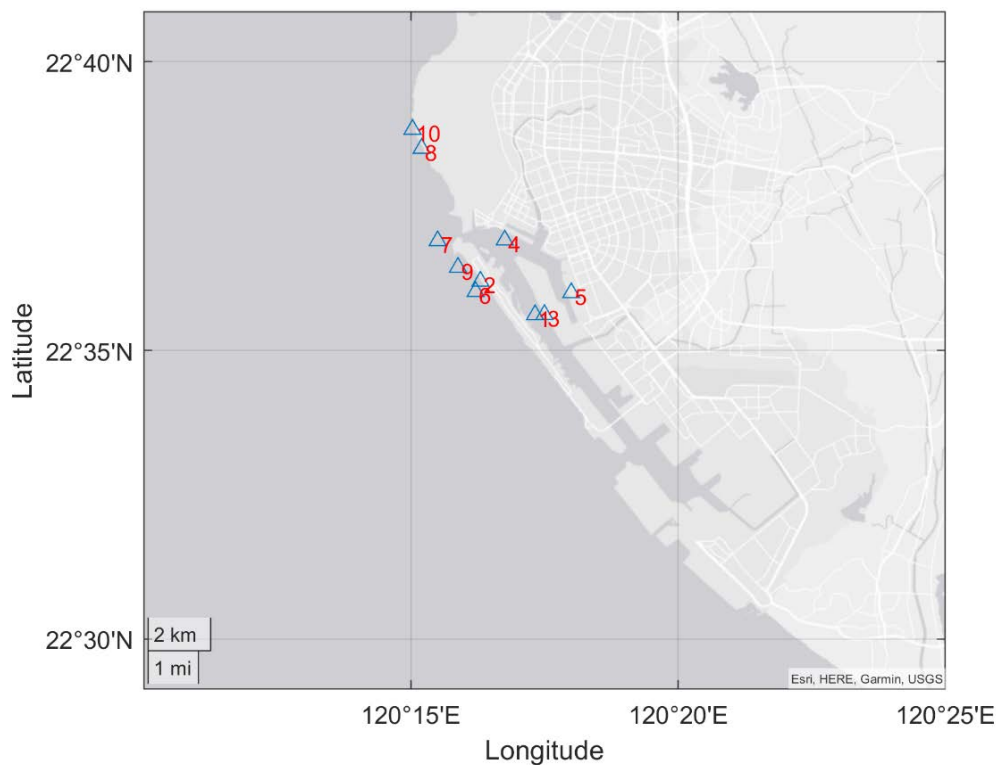 22°40'N
10
8
7
4
9
2
6
5
13
22°35'N
Latitude
22°30'N
2 km
1 mi
Esri, HERE, Garmin, USGS
120°15'E
120°20'E
120°25'E
Longitude